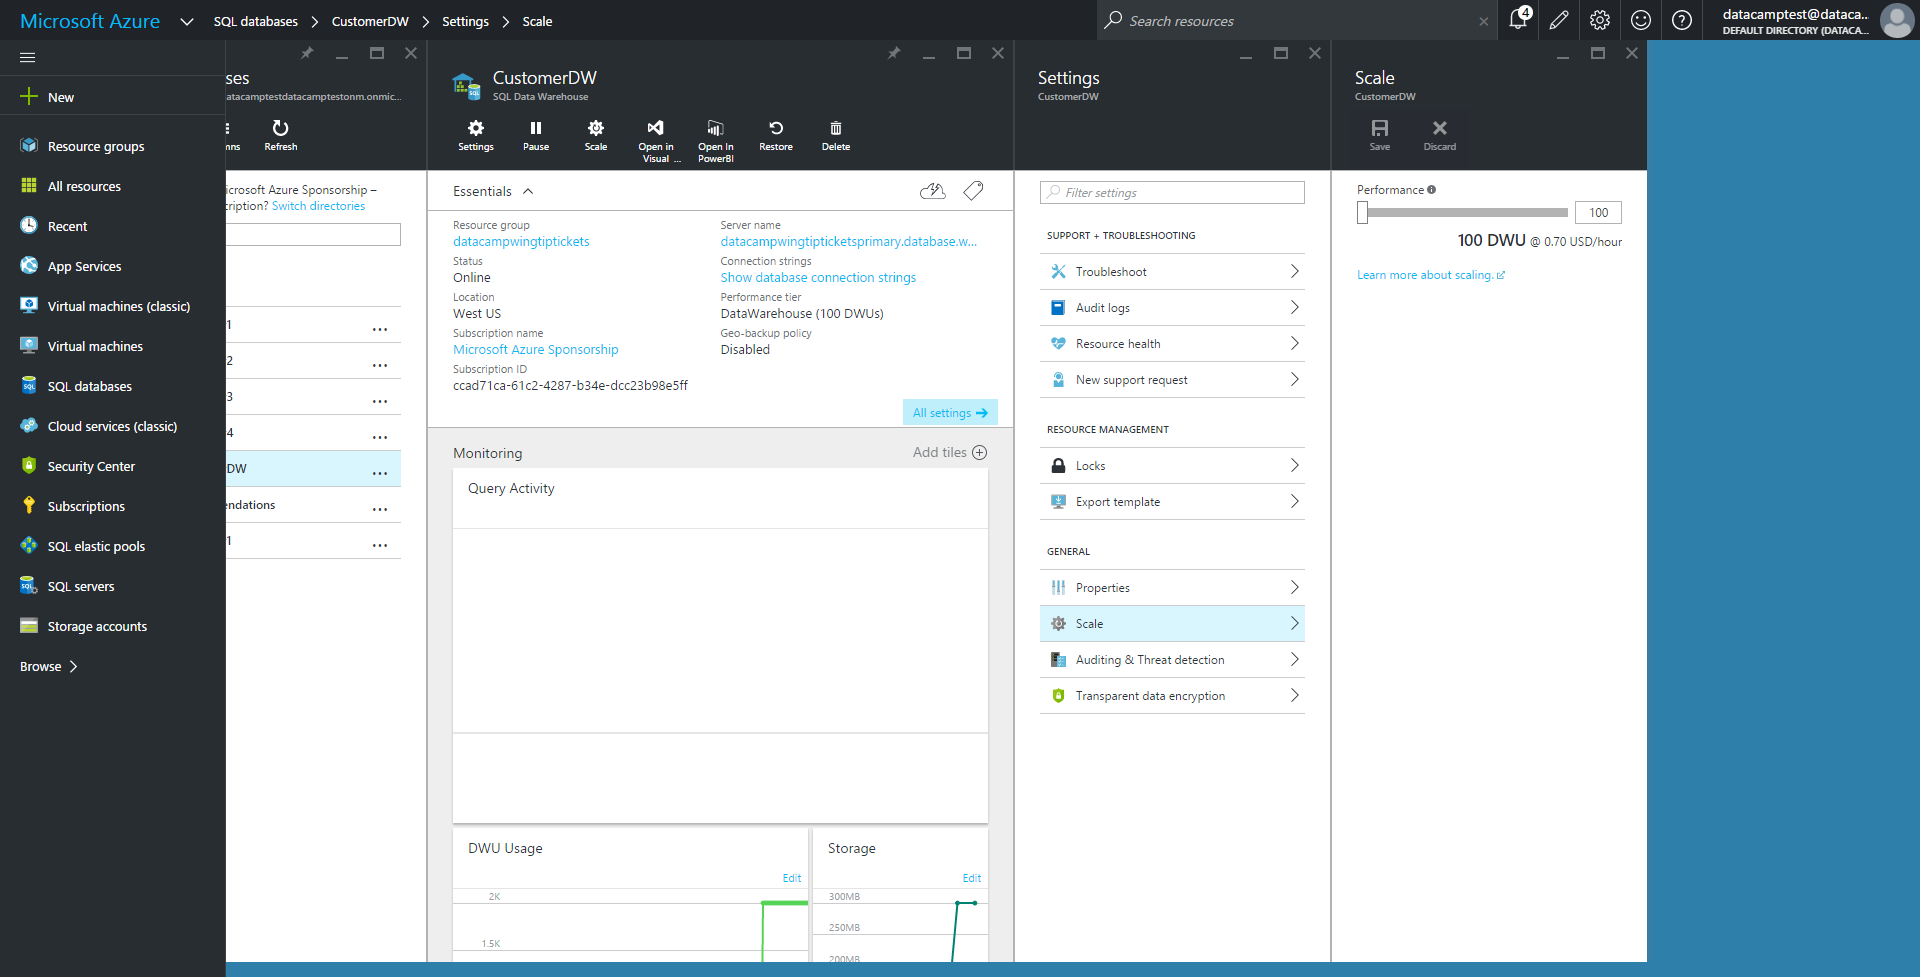 Microsoft Azure
SQL databases > CustomerDW > Settings > Scale
Search resources
4
datacamptest@dataca...
DEFAULT DIRECTORY (DATACA...
New
Resource groups
All resources
Recent
App Services
Virtual machines (classic)
Virtual machines
SQL databases
Cloud services (classic)
Security Center
Subscriptions
SQL elastic pools
SQL servers
Storage accounts
Browse >
ses
atacamptestdatacamptestonm.onmic...
mns
Refresh
icrosoft Azure Sponsorship –
cription? Switch directories
1 ...
2 ...
3 ...
4 ...
DW ...
endations ...
1 ...
CustomerDW
SQL Data Warehouse
Settings
Pause
Scale
Open in
Visual ...
Open In
PowerBI
Restore
Delete
Essentials
Resource group
datacampwingtiptickets
Status
Online
Location
West US
Subscription name
Microsoft Azure Sponsorship
Subscription ID
ccad71ca-61c2-4287-b34e-dcc23b98e5ff
Server name
datacampwingtipticketsprimary.database.w...
Connection strings
Show database connection strings
Performance tier
DataWarehouse (100 DWUs)
Geo-backup policy
Disabled
All settings
Monitoring
Add tiles
Query Activity
DWU Usage
Edit
2K
1.5K
Storage
Edit
300MB
250MB
200MB
Settings
CustomerDW
Filter settings
SUPPORT + TROUBLESHOOTING
Troubleshoot
Audit logs
Resource health
New support request
RESOURCE MANAGEMENT
Locks
Export template
GENERAL
Properties
Scale
Auditing & Threat detection
Transparent data encryption
Scale
CustomerDW
Save
Discard
Performance
100
100 DWU @ 0.70 USD/hour
Learn more about scaling.